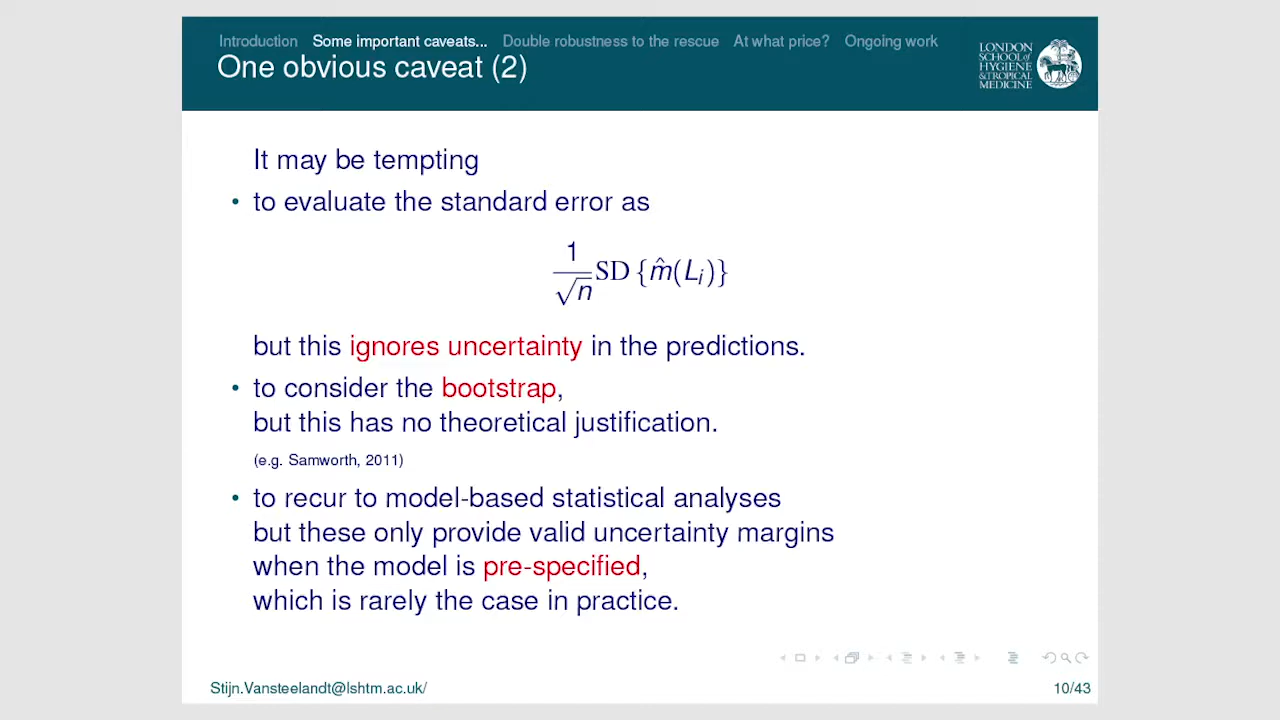 Introduction Some important caveats... Double robustness to the rescue At what price? Ongoing work
One obvious caveat (2)
LONDON
SCHOOL of
HYGIENE
& TROPICAL
MEDICINE
It may be tempting
• to evaluate the standard error as
1/√n SD {m̂(Lᵢ)}
but this ignores uncertainty in the predictions.
• to consider the bootstrap,
but this has no theoretical justification.
(e.g. Samworth, 2011)
• to recur to model-based statistical analyses
but these only provide valid uncertainty margins
when the model is pre-specified,
which is rarely the case in practice.
Stijn.Vansteelandt@lshtm.ac.uk/ 10/43